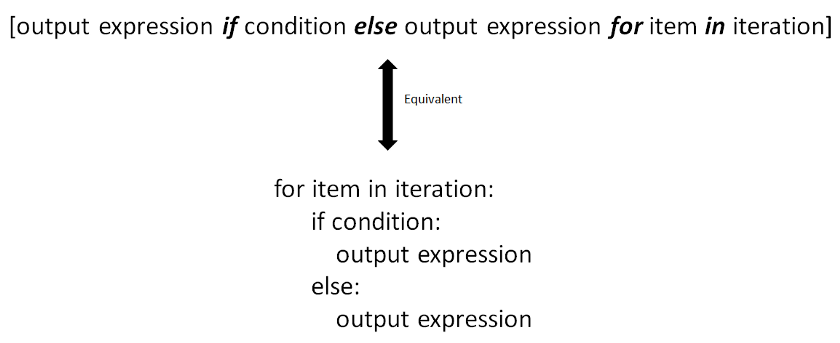 [output expression if condition else output expression for item in iteration]
Equivalent
for item in iteration:
if condition:
output expression
else:
output expression